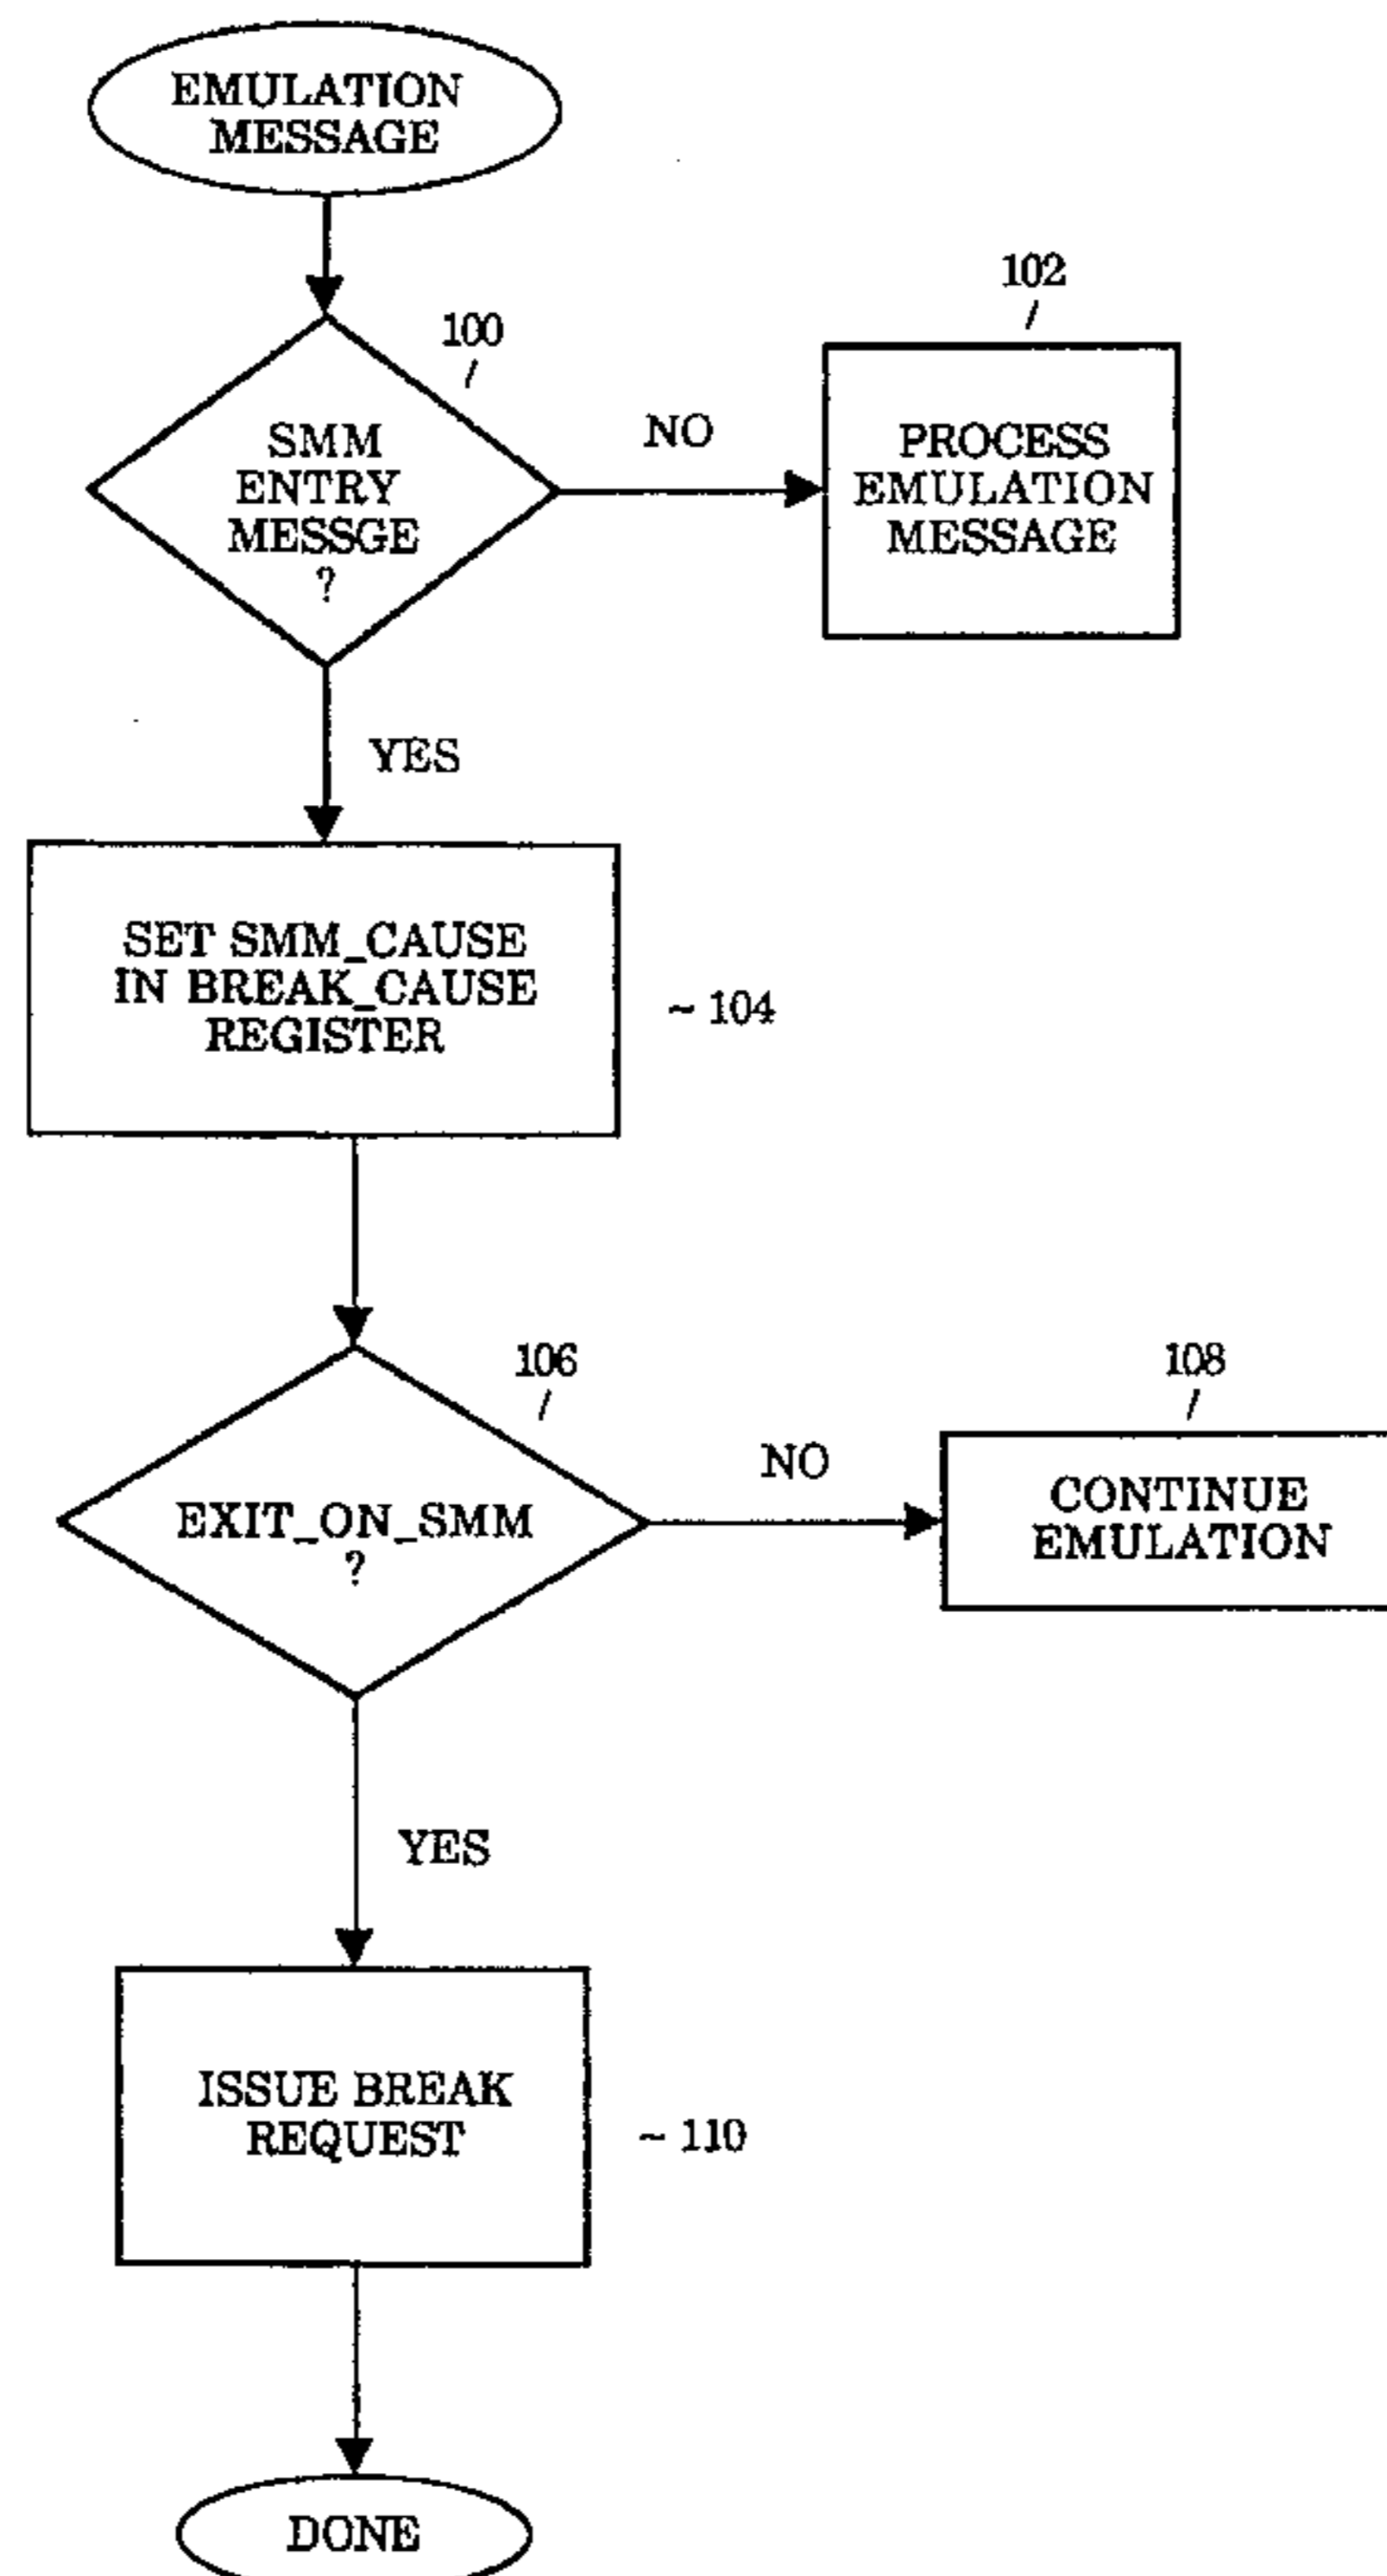 EMULATION
MESSAGE
100
102
SMM
ENTRY
MESSGE
?
NO
PROCESS
EMULATION
MESSAGE
YES
SET SMM_CAUSE
IN BREAK_CAUSE
REGISTER
~ 104
106
108
EXIT_ON_SMM
?
NO
CONTINUE
EMULATION
YES
ISSUE BREAK
REQUEST
~ 110
DONE